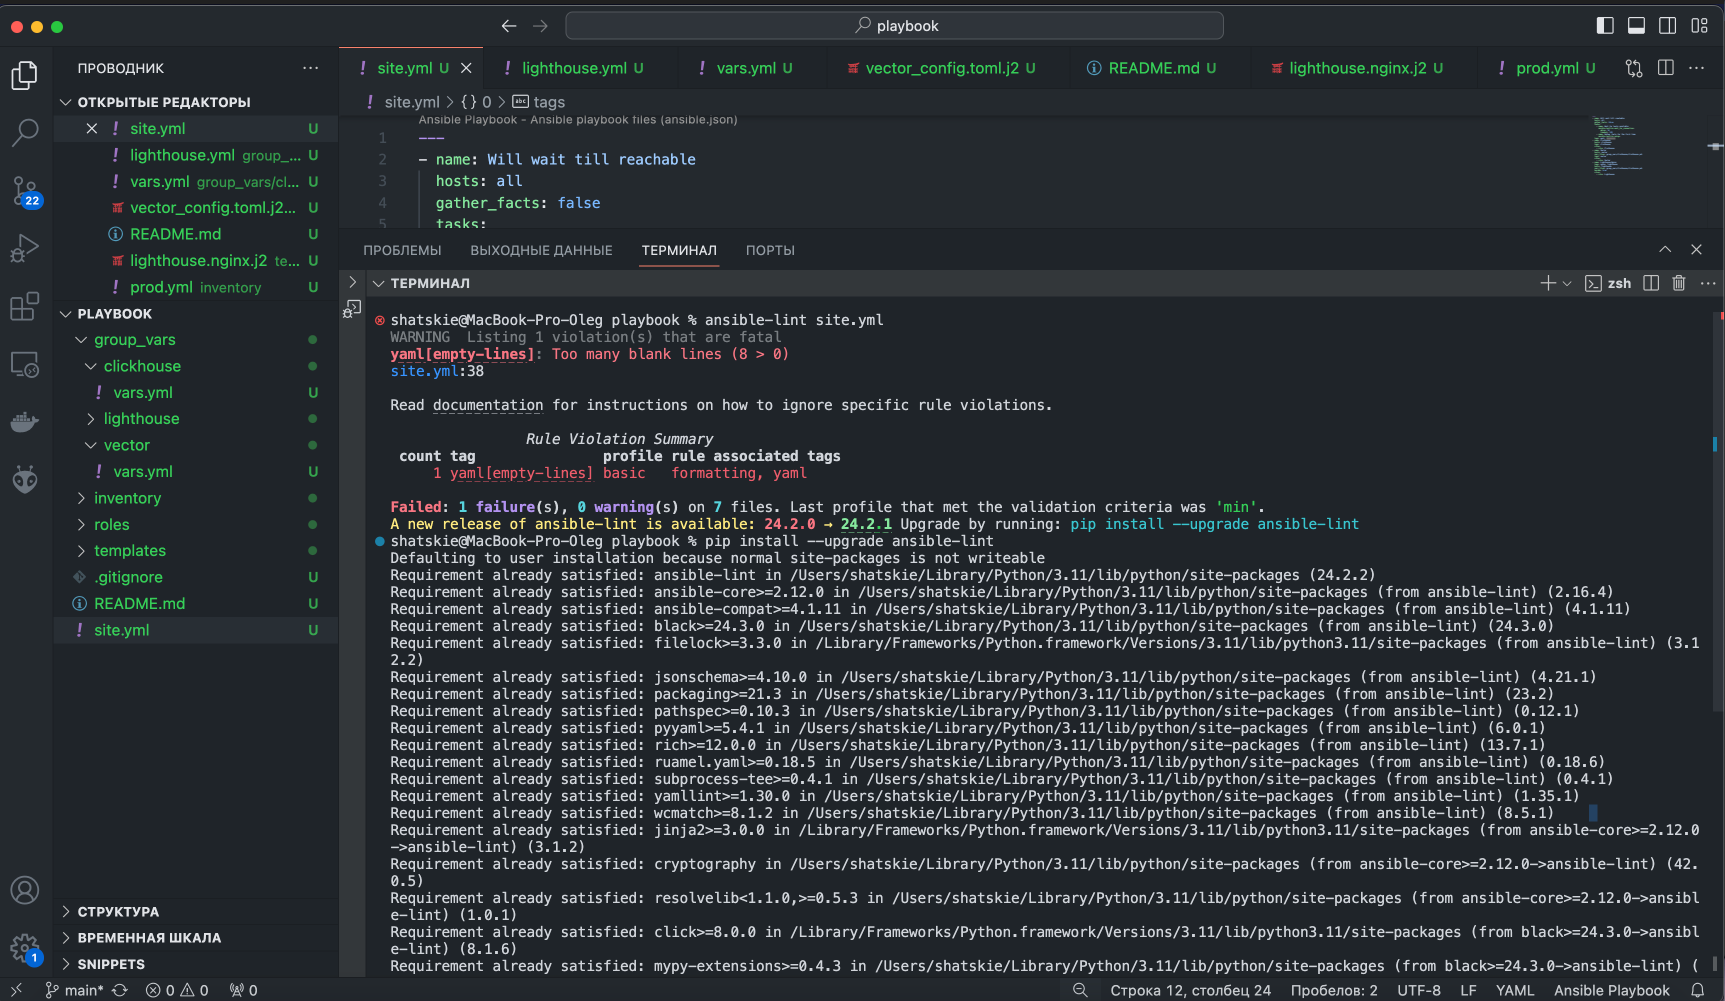 playbook
ПРОВОДНИК
ОТКРЫТЫЕ РЕДАКТОРЫ
site.yml U
lighthouse.yml group_... U
vars.yml group_vars/cl... U
vector_config.toml.j2... U
README.md U
lighthouse.nginx.j2 te... U
prod.yml inventory U
PLAYBOOK
group_vars
clickhouse
vars.yml U
lighthouse
vector
vars.yml U
inventory
roles
templates
.gitignore U
README.md U
site.yml U
СТРУКТУРА
ВРЕМЕННАЯ ШКАЛА
SNIPPETS
22
1
site.yml U lighthouse.yml U vars.yml U vector_config.toml.j2 U README.md U lighthouse.nginx.j2 U prod.yml U
site.yml > {} 0 > abc tags
Ansible Playbook - Ansible playbook files (ansible.json)
1 ---
2 - name: Will wait till reachable
3 hosts: all
4 gather_facts: false
5 tasks:
ПРОБЛЕМЫ ВЫХОДНЫЕ ДАННЫЕ ТЕРМИНАЛ ПОРТЫ
ТЕРМИНАЛ zsh
shatskie@MacBook-Pro-Oleg playbook % ansible-lint site.yml
WARNING  Listing 1 violation(s) that are fatal
yaml[empty-lines]: Too many blank lines (8 > 0)
site.yml:38
Read documentation for instructions on how to ignore specific rule violations.
Rule Violation Summary
count tag profile rule associated tags
1 yaml[empty-lines] basic formatting, yaml
Failed: 1 failure(s), 0 warning(s) on 7 files. Last profile that met the validation criteria was 'min'.
A new release of ansible-lint is available: 24.2.0 → 24.2.1 Upgrade by running: pip install --upgrade ansible-lint
shatskie@MacBook-Pro-Oleg playbook % pip install --upgrade ansible-lint
Defaulting to user installation because normal site-packages is not writeable
Requirement already satisfied: ansible-lint in /Users/shatskie/Library/Python/3.11/lib/python/site-packages (24.2.2)
Requirement already satisfied: ansible-core>=2.12.0 in /Users/shatskie/Library/Python/3.11/lib/python/site-packages (from ansible-lint) (2.16.4)
Requirement already satisfied: ansible-compat>=4.1.11 in /Users/shatskie/Library/Python/3.11/lib/python/site-packages (from ansible-lint) (4.1.11)
Requirement already satisfied: black>=24.3.0 in /Users/shatskie/Library/Python/3.11/lib/python/site-packages (from ansible-lint) (24.3.0)
Requirement already satisfied: filelock>=3.3.0 in /Library/Frameworks/Python.framework/Versions/3.11/lib/python3.11/site-packages (from ansible-lint) (3.1
2.2)
Requirement already satisfied: jsonschema>=4.10.0 in /Users/shatskie/Library/Python/3.11/lib/python/site-packages (from ansible-lint) (4.21.1)
Requirement already satisfied: packaging>=21.3 in /Users/shatskie/Library/Python/3.11/lib/python/site-packages (from ansible-lint) (23.2)
Requirement already satisfied: pathspec>=0.10.3 in /Users/shatskie/Library/Python/3.11/lib/python/site-packages (from ansible-lint) (0.12.1)
Requirement already satisfied: pyyaml>=5.4.1 in /Users/shatskie/Library/Python/3.11/lib/python/site-packages (from ansible-lint) (6.0.1)
Requirement already satisfied: rich>=12.0.0 in /Users/shatskie/Library/Python/3.11/lib/python/site-packages (from ansible-lint) (13.7.1)
Requirement already satisfied: ruamel.yaml>=0.18.5 in /Users/shatskie/Library/Python/3.11/lib/python/site-packages (from ansible-lint) (0.18.6)
Requirement already satisfied: subprocess-tee>=0.4.1 in /Users/shatskie/Library/Python/3.11/lib/python/site-packages (from ansible-lint) (0.4.1)
Requirement already satisfied: yamllint>=1.30.0 in /Users/shatskie/Library/Python/3.11/lib/python/site-packages (from ansible-lint) (1.35.1)
Requirement already satisfied: wcmatch>=8.1.2 in /Users/shatskie/Library/Python/3.11/lib/python/site-packages (from ansible-lint) (8.5.1)
Requirement already satisfied: jinja2>=3.0.0 in /Library/Frameworks/Python.framework/Versions/3.11/lib/python3.11/site-packages (from ansible-core>=2.12.0
->ansible-lint) (3.1.2)
Requirement already satisfied: cryptography in /Users/shatskie/Library/Python/3.11/lib/python/site-packages (from ansible-core>=2.12.0->ansible-lint) (42.
0.5)
Requirement already satisfied: resolvelib<1.1.0,>=0.5.3 in /Users/shatskie/Library/Python/3.11/lib/python/site-packages (from ansible-core>=2.12.0->ansibl
e-lint) (1.0.1)
Requirement already satisfied: click>=8.0.0 in /Library/Frameworks/Python.framework/Versions/3.11/lib/python3.11/site-packages (from black>=24.3.0->ansibl
e-lint) (8.1.6)
Requirement already satisfied: mypy-extensions>=0.4.3 in /Users/shatskie/Library/Python/3.11/lib/python/site-packages (from black>=24.3.0->ansible-lint) (
main* 0 0 0 Строка 12, столбец 24 Пробелов: 2 UTF-8 LF YAML Ansible Playbook